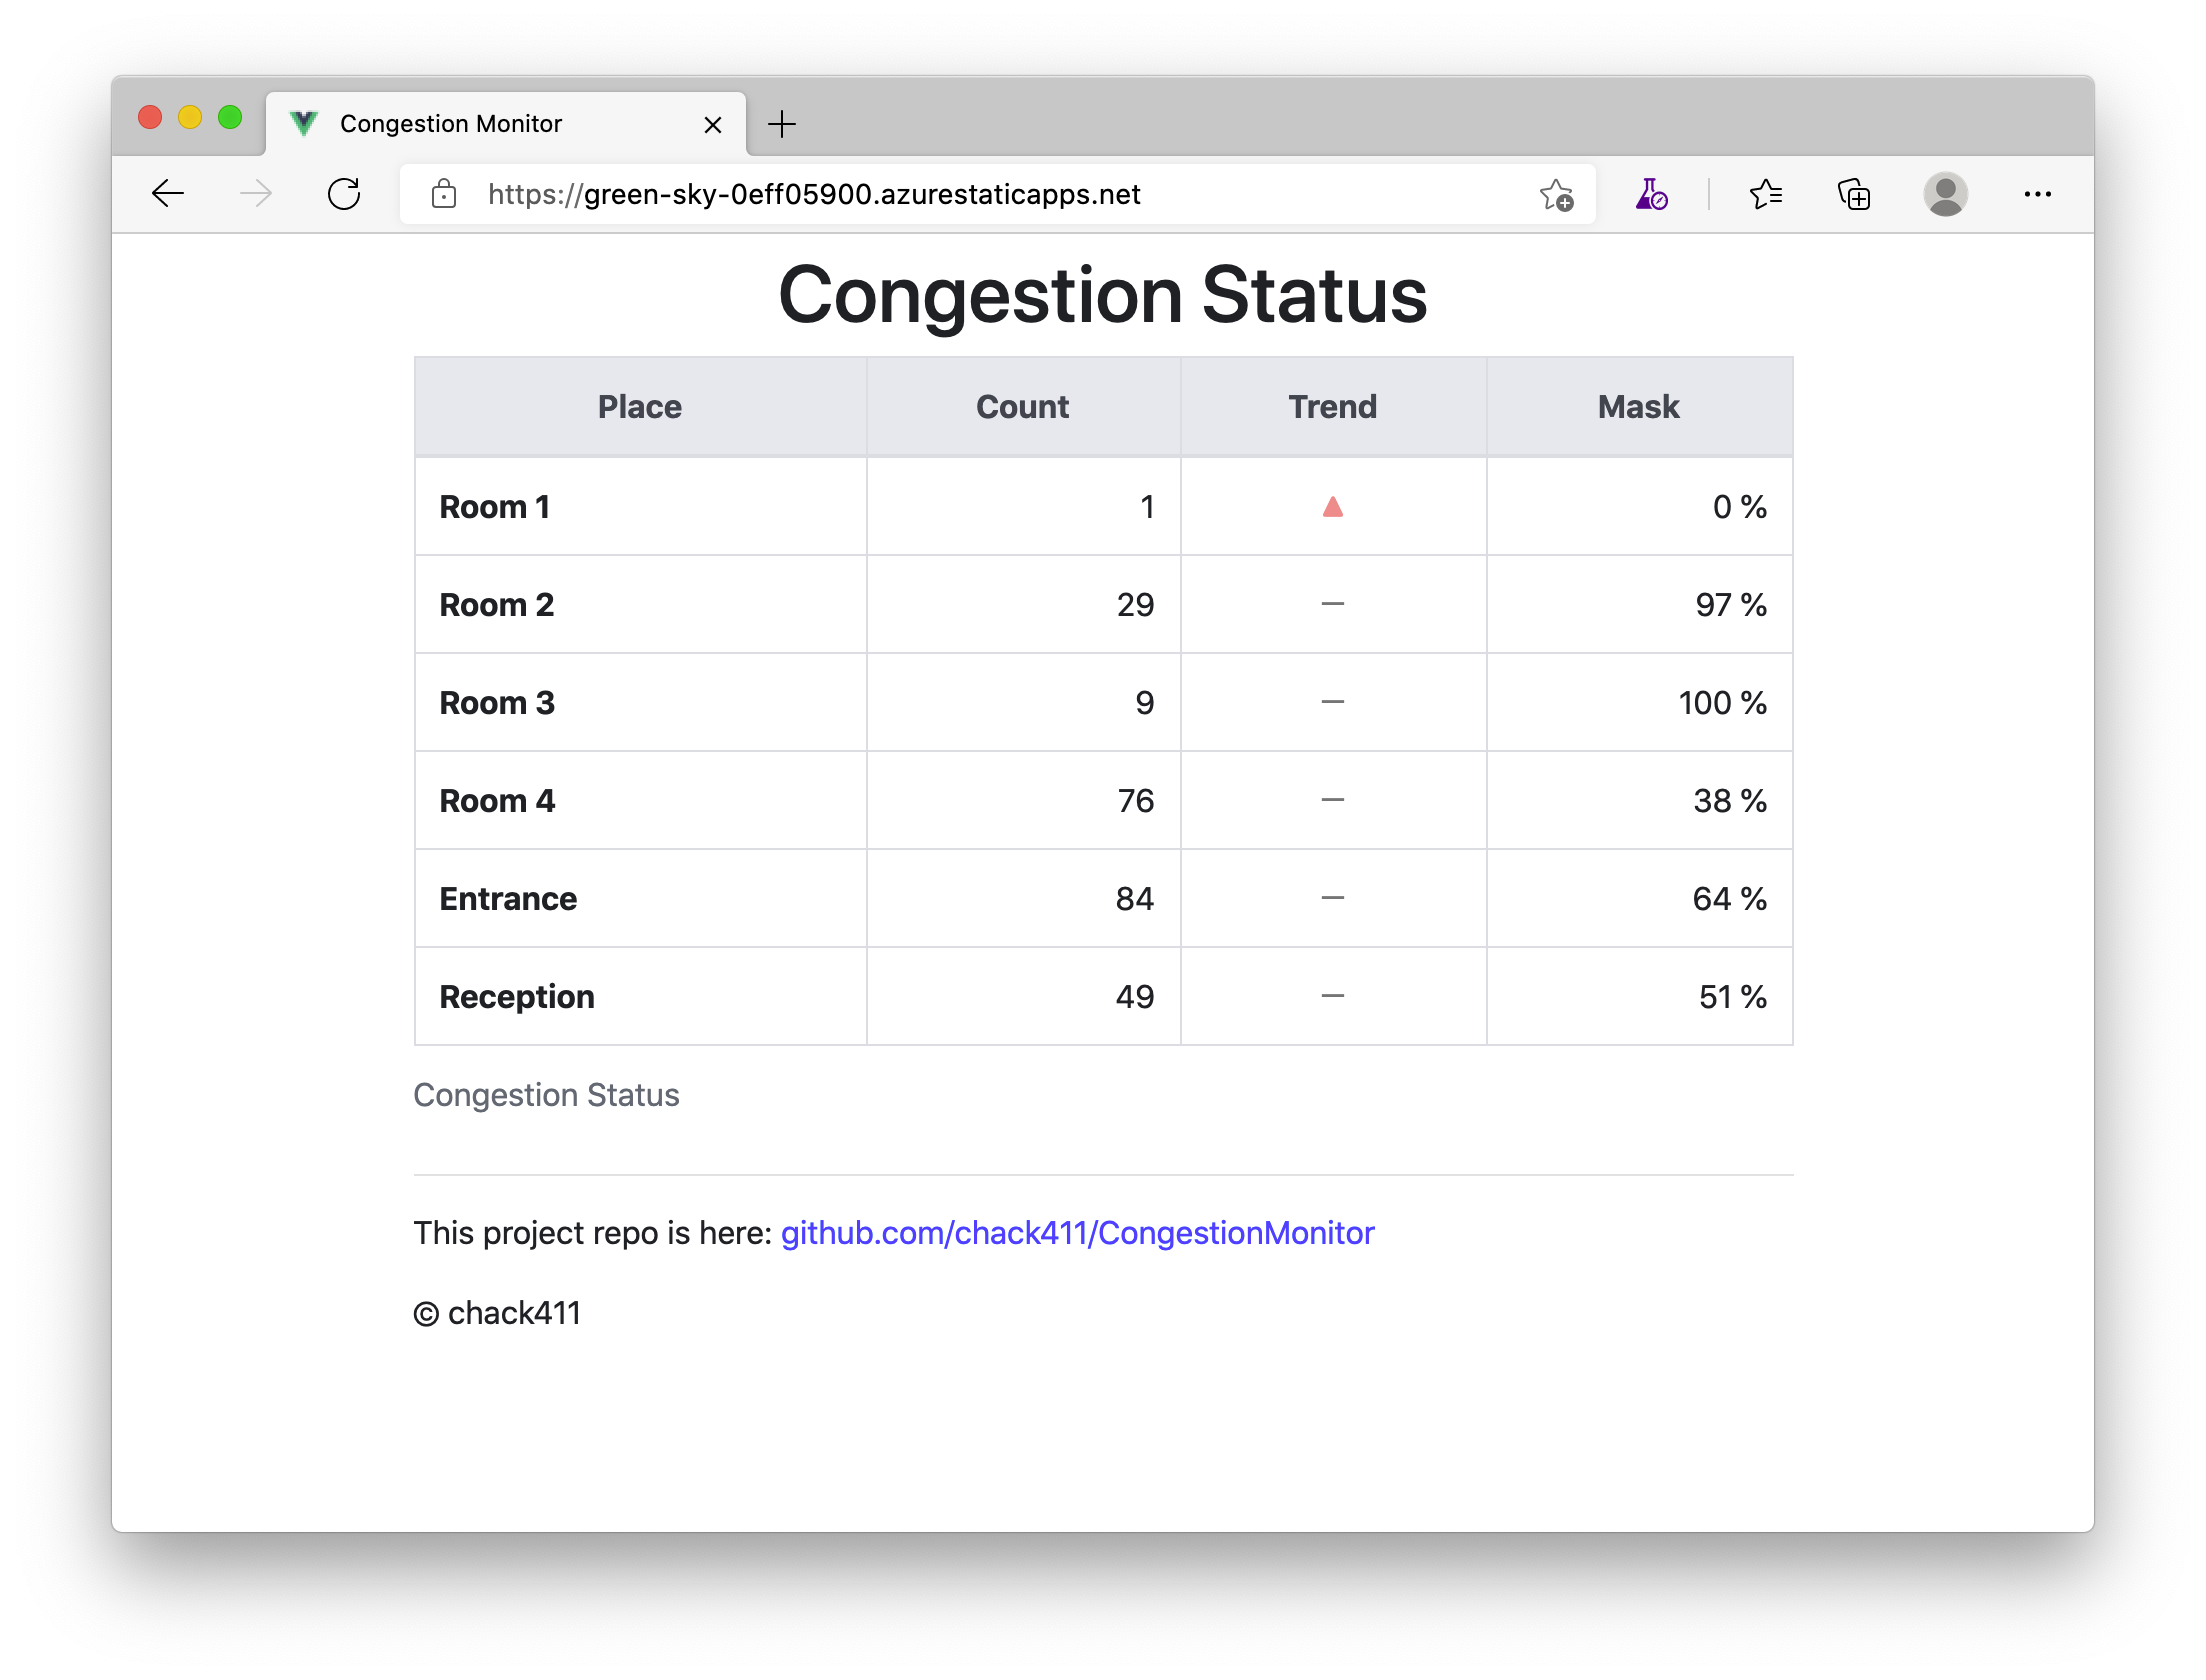 Congestion Monitor
https://green-sky-0eff05900.azurestaticapps.net
Congestion Status
Place Count Trend Mask
Room 1 1 ▲ 0 %
Room 2 29 – 97 %
Room 3 9 – 100 %
Room 4 76 – 38 %
Entrance 84 – 64 %
Reception 49 – 51 %
Congestion Status
This project repo is here: github.com/chack411/CongestionMonitor
© chack411